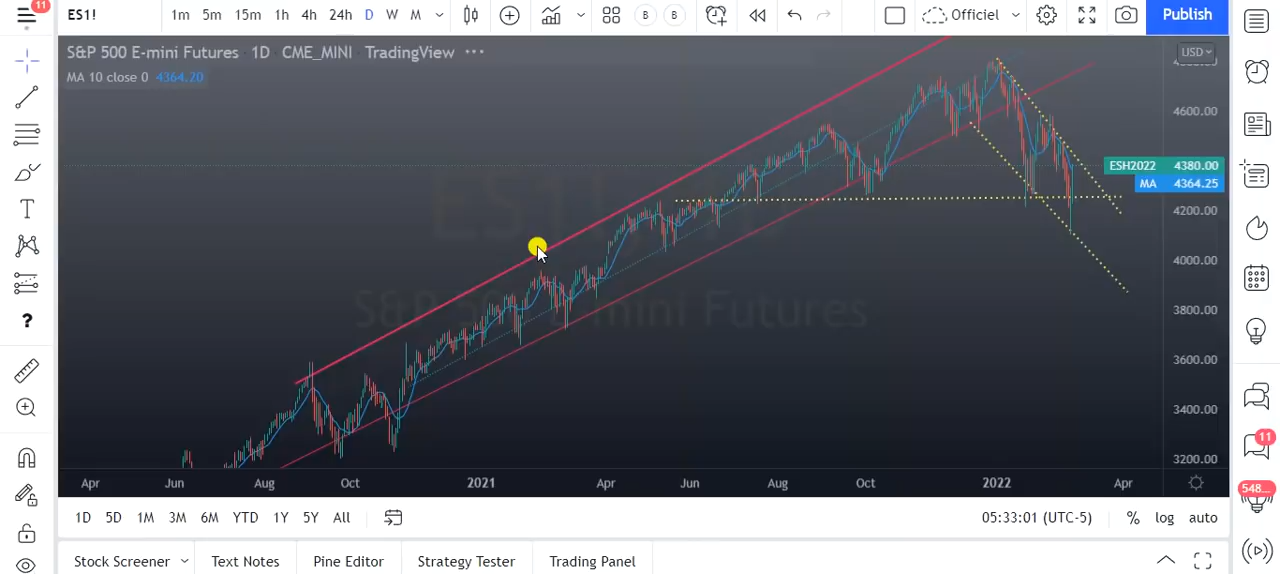 11
ES1!
1m 5m 15m 1h 4h 24h D W M
B B
Officiel
Publish
S&P 500 E-mini Futures · 1D CME_MINI TradingView ···
USD
MA 10 close 0 4364.20
4600.00
ESH2022 4380.00
MA 4364.25
4200.00
4000.00
S&P 500 E-mini Futures
3800.00
3600.00
3400.00
3200.00
Apr Jun Aug Oct 2021 Apr Jun Aug Oct 2022 Apr
T
?
11
548...
1D 5D 1M 3M 6M YTD 1Y 5Y All
05:33:01 (UTC-5) % log auto
Stock Screener Text Notes Pine Editor Strategy Tester Trading Panel